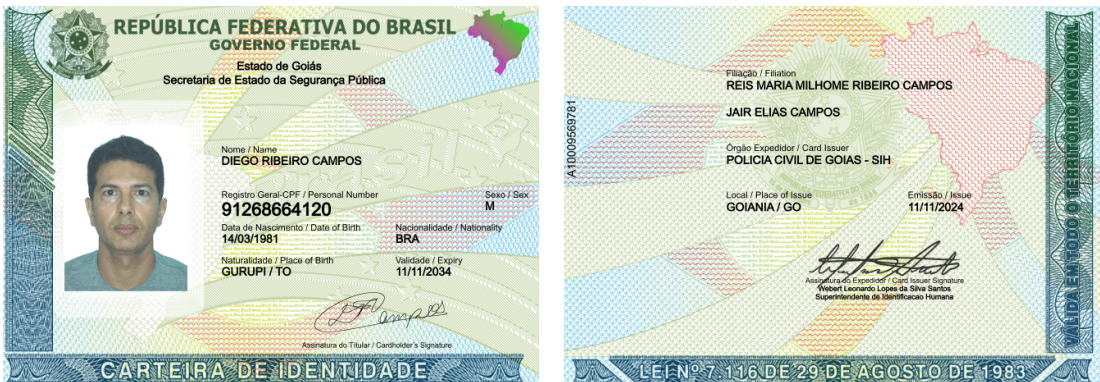 REPÚBLICA FEDERATIVA DO BRASIL
GOVERNO FEDERAL
Estado de Goiás
Secretaria de Estado da Segurança Pública
Nome / Name
DIEGO RIBEIRO CAMPOS
Registro Geral-CPF / Personal Number
Sexo / Sex
91268664120
M
Data de Nascimento / Date of Birth
Nacionalidade / Nationality
14/03/1981
BRA
Naturalidade / Place of Birth
Validade / Expiry
GURUPI / TO
11/11/2034
Campos
Assinatura do Titular / Cardholder's Signature
CARTEIRA DE IDENTIDADE
A10009569781
Filiação / Filiation
REIS MARIA MILHOME RIBEIRO CAMPOS
JAIR ELIAS CAMPOS
Órgão Expedidor / Card Issuer
POLICIA CIVIL DE GOIAS - SIH
Local / Place of Issue
Emissão / Issue
GOIANIA / GO
11/11/2024
Assinatura do Expedidor / Card Issuer Signature
Webert Leonardo Lopes da Silva Santos
Superintendente de Identificacao Humana
VALIDA EM TODO O TERRITÓRIO NACIONAL
LEI Nº 7.116 DE 29 DE AGOSTO DE 1983